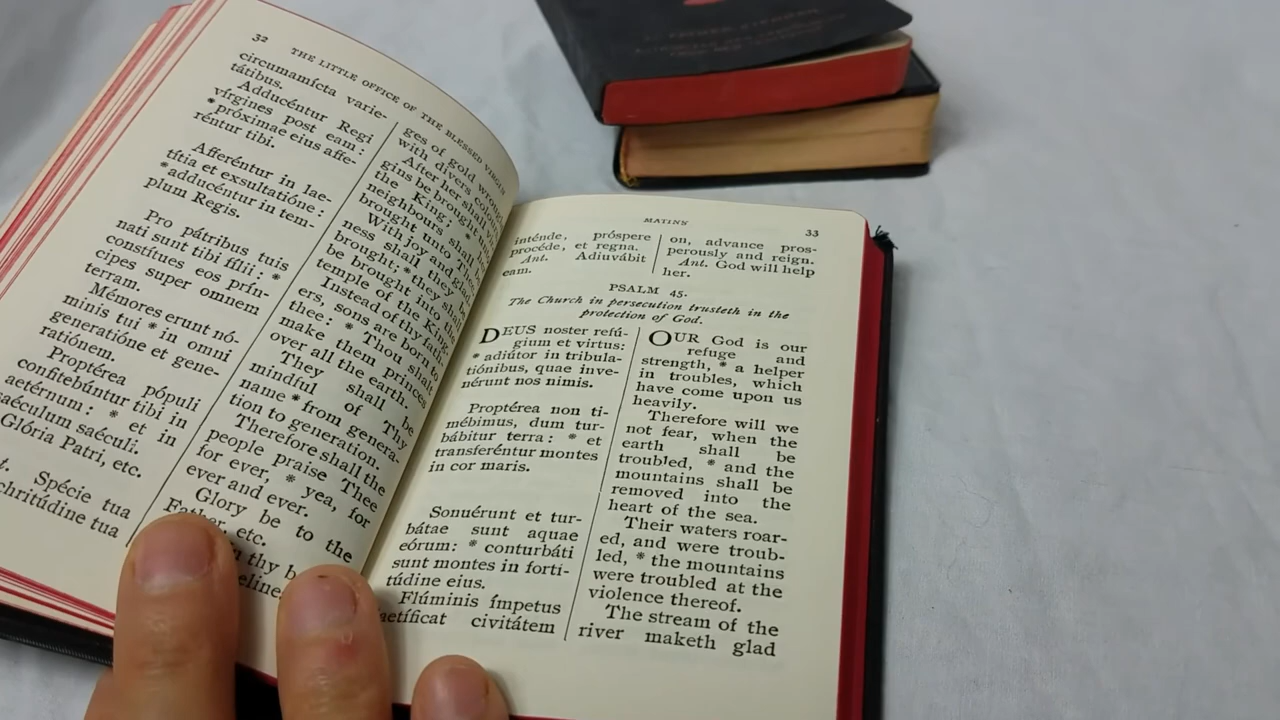 32 THE LITTLE OFFICE OF THE BLESSED VIRGIN
circumamícta varie-
tátibus.
Adducéntur Regi
vírgines post eam :
* próximae eius affe-
réntur tibi.
Afferéntur in lae-
títia et exsultatióne :
* adducéntur in tem-
plum Regis.
Pro pátribus tuis
nati sunt tibi fílii : *
constítues eos prín-
cipes super omnem
terram.
Mémores erunt nó-
minis tui * in omni
generatióne et gene-
ratiónem.
Proptérea pópuli
confitebúntur tibi in
aetérnum : * et in
saéculum saéculi.
Glória Patri, etc.
Spécie tua
tua
ges of gold
with divers
After her shall
gins be brought
the King, *
neighbours
brought unto
With joy
ness shall they
brought; * they shall
be brought into the
temple of the King.
Instead of thy fath-
ers, sons are born to
thee: * Thou shalt
make them princes
over all the earth.
They shall be
mindful of Thy
name * from genera-
tion to generation.
Therefore shall the
people praise Thee
for ever, * yea, for
ever and ever.
Glory be to the
Father, etc.
thy
MATINS 33
inténde, próspere
procéde, et regna.
Ant. Adiuvábit
eam.
on, advance pros-
perously and reign.
Ant. God will help
her.
PSALM 45.
The Church in persecution trusteth in the
protection of God.
DEUS noster refú-
gium et virtus:
* adiútor in tribula-
tiónibus, quae inve-
nérunt nos nimis.
Proptérea non ti-
mébimus, dum tur-
bábitur terra: * et
transferéntur montes
in cor maris.
Sonuérunt et tur-
bátae sunt aquae
eórum: * conturbáti
sunt montes in forti-
túdine eius.
Flúminis ímpetus
laetíficat civitátem
OUR God is our
refuge and
strength, * a helper
in troubles, which
have come upon us
heavily.
Therefore will we
not fear, when the
earth shall be
troubled, * and the
mountains shall be
removed into the
heart of the sea.
Their waters roar-
ed, and were troub-
led, * the mountains
were troubled at the
violence thereof.
The stream of the
river maketh glad